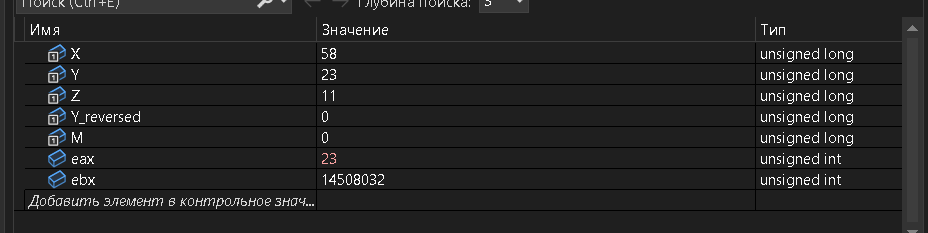 Поиск (Ctrl+E) Глубина поиска: 3
Имя Значение Тип
X 58 unsigned long
Y 23 unsigned long
Z 11 unsigned long
Y_reversed 0 unsigned long
M 0 unsigned long
eax 23 unsigned int
ebx 14508032 unsigned int
Добавить элемент в контрольное знач...